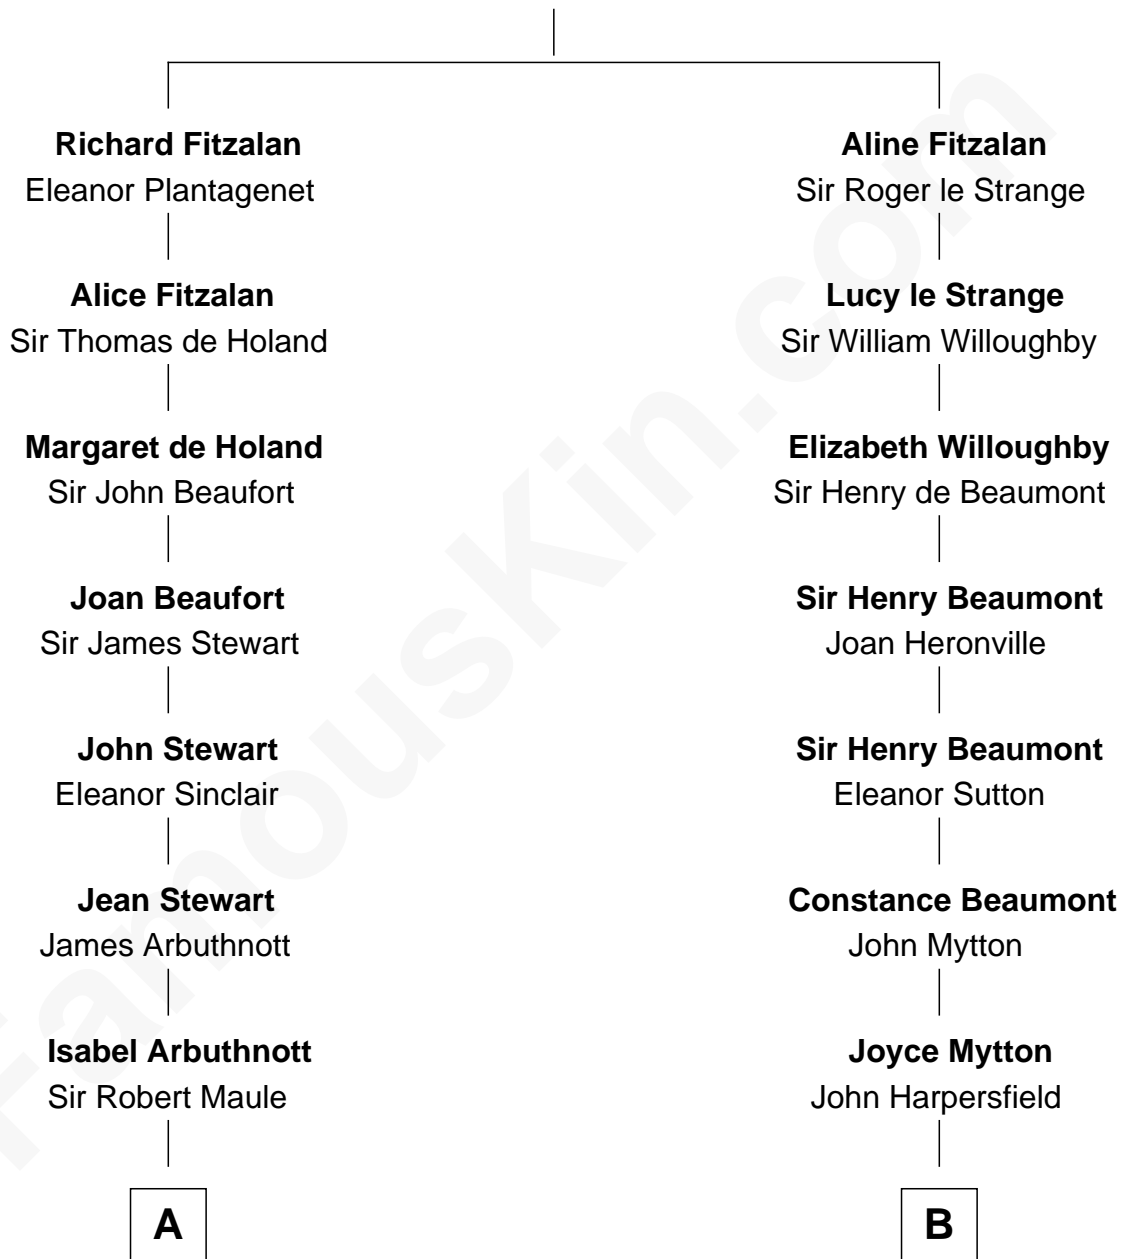 Richard Fitzalan
Eleanor Plantagenet
Alice Fitzalan
Sir Thomas de Holand
Margaret de Holand
Sir John Beaufort
Joan Beaufort
Sir James Stewart
John Stewart
Eleanor Sinclair
Jean Stewart
James Arbuthnott
Isabel Arbuthnott
Sir Robert Maule
A
Aline Fitzalan
Sir Roger le Strange
Lucy le Strange
Sir William Willoughby
Elizabeth Willoughby
Sir Henry de Beaumont
Sir Henry Beaumont
Joan Heronville
Sir Henry Beaumont
Eleanor Sutton
Constance Beaumont
John Mytton
Joyce Mytton
John Harpersfield
B
FamousKin.com